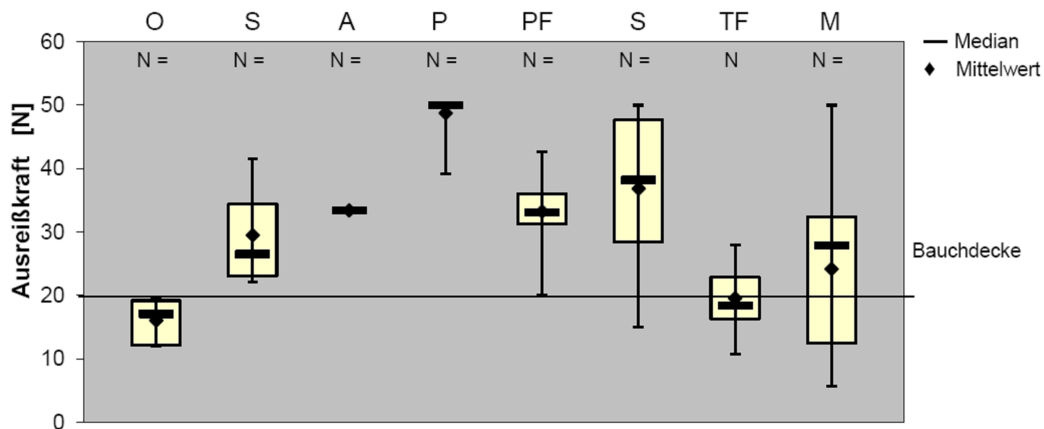 O S A P PF S TF M
N = N = N = N = N = N = N N =
Median
Mittelwert
Ausreißkraft [N]
60
50
40
30
20
10
0
Bauchdecke